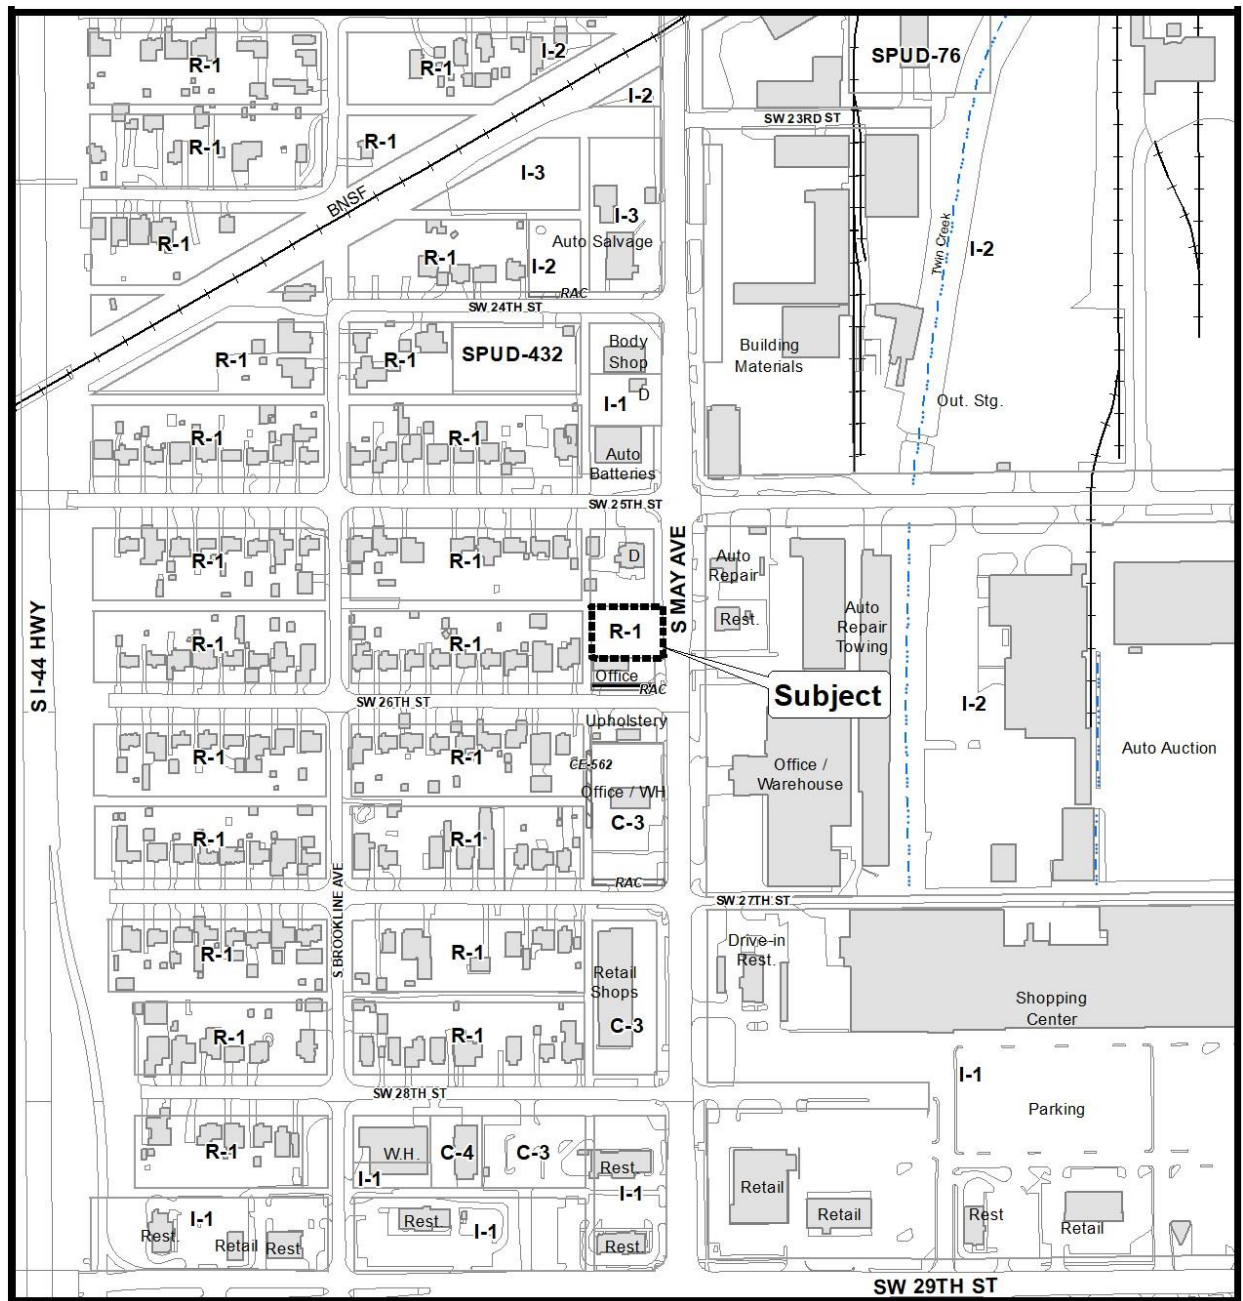 I-2
SPUD-76
R-1
R-1
I-2
SW 23RD ST
R-1
R-1
I-3
BNSF
I-3
R-1
Auto Salvage
Twin Creek
I-2
R-1
I-2
RAC
SW 24TH ST
Body
Shop
Building
Materials
R-1
R-1
SPUD-432
D
I-1
Out. Stg.
R-1
R-1
Auto
Batteries
SW 25TH ST
S MAY AVE
D
Auto
Repair
R-1
R-1
Rest.
Auto
Repair
Towing
S I-44 HWY
R-1
R-1
R-1
Office
RAC
Subject
SW 26TH ST
I-2
Upholstery
Auto Auction
R-1
R-1
CE-562
Office /
Warehouse
Office / WH
C-3
R-1
R-1
RAC
S BROOKLINE AVE
SW 27TH ST
Drive-in
Rest.
R-1
R-1
Retail
Shops
Shopping
Center
C-3
R-1
R-1
I-1
SW 28TH ST
Parking
R-1
W.H.
C-4
C-3
Rest.
I-1
I-1
Retail
Rest.
Retail
Rest
Retail
I-1
Rest.
I-1
Retail
Rest
Rest.
SW 29TH ST